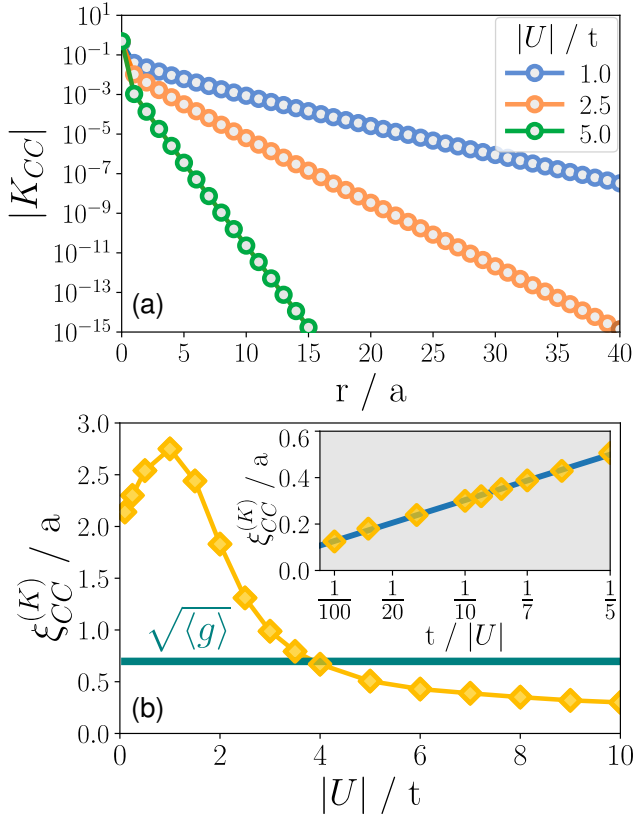 10^1
10^-1
10^-3
10^-5
10^-7
10^-9
10^-11
10^-13
10^-15
|K_CC|
|U| / t
1.0
2.5
5.0
(a)
0 5 10 15 20 25 30 35 40
r / a
3.0
2.5
2.0
1.5
1.0
0.5
0.0
ξ_CC^(K) / a
√⟨g⟩
(b)
0.6
0.4
0.2
0.0
ξ_CC^(K) / a
1/100 1/20 1/10 1/7 1/5
t / |U|
0 2 4 6 8 10
|U| / t